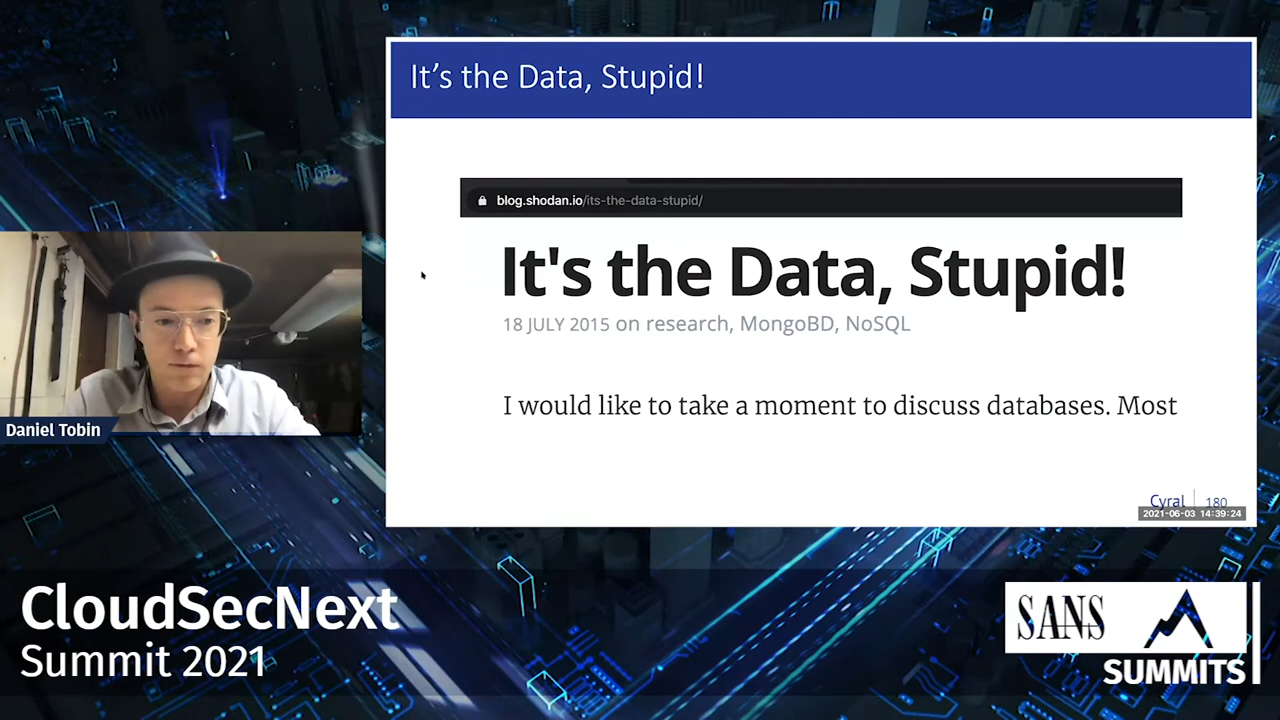 It's the Data, Stupid!
blog.shodan.io/its-the-data-stupid/
It's the Data, Stupid!
18 JULY 2015 on research, MongoBD, NoSQL
I would like to take a moment to discuss databases. Most
Cyral | 180
2021-06-03 14:39:24
Daniel Tobin
CloudSecNext
Summit 2021
SANS
SUMMITS